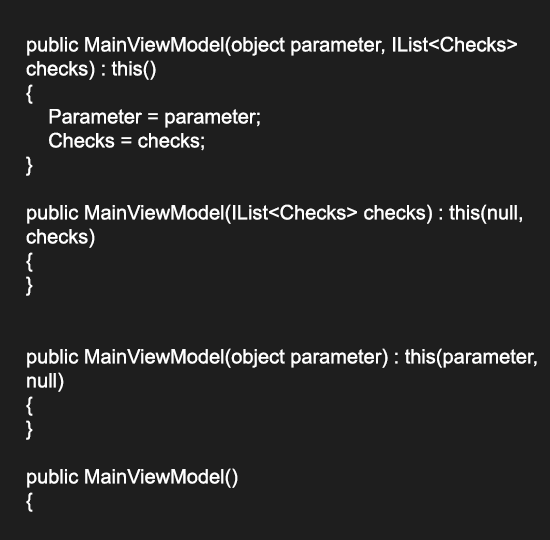 public MainViewModel(object parameter, IList<Checks>
checks) : this()
{
Parameter = parameter;
Checks = checks;
}
public MainViewModel(IList<Checks> checks) : this(null,
checks)
{
}
public MainViewModel(object parameter) : this(parameter,
null)
{
}
public MainViewModel()
{